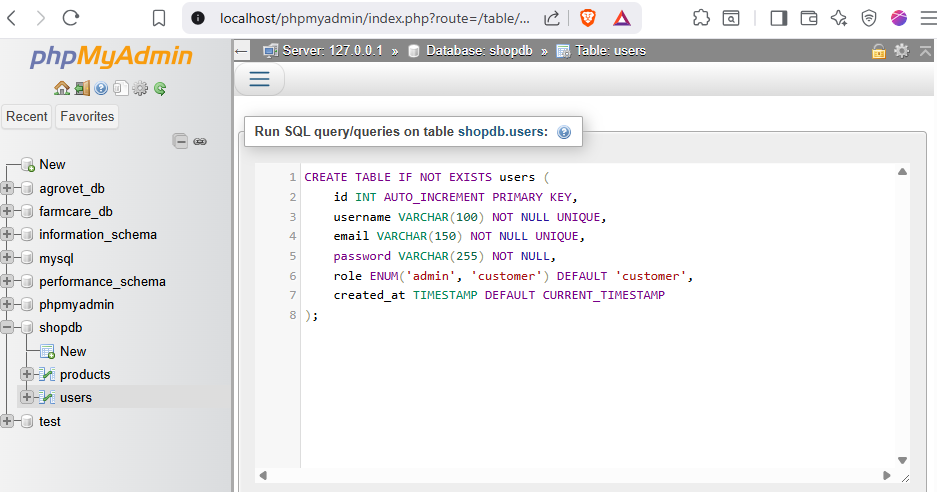 localhost/phpmyadmin/index.php?route=/table/...
phpMyAdmin
Recent Favorites
New
agrovet_db
farmcare_db
information_schema
mysql
performance_schema
phpmyadmin
shopdb
New
products
users
test
Server: 127.0.0.1 » Database: shopdb » Table: users
Run SQL query/queries on table shopdb.users:
1 CREATE TABLE IF NOT EXISTS users (
2 id INT AUTO_INCREMENT PRIMARY KEY,
3 username VARCHAR(100) NOT NULL UNIQUE,
4 email VARCHAR(150) NOT NULL UNIQUE,
5 password VARCHAR(255) NOT NULL,
6 role ENUM('admin', 'customer') DEFAULT 'customer',
7 created_at TIMESTAMP DEFAULT CURRENT_TIMESTAMP
8 );